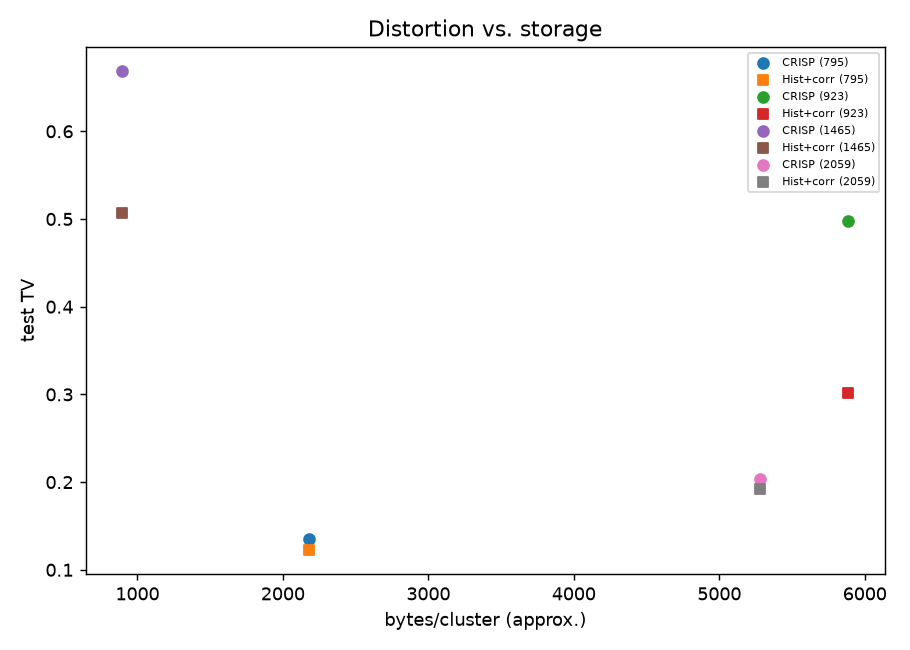 Distortion vs. storage
CRISP (795)
Hist+corr (795)
CRISP (923)
Hist+corr (923)
CRISP (1465)
Hist+corr (1465)
CRISP (2059)
Hist+corr (2059)
test TV
0.6
0.5
0.4
0.3
0.2
0.1
1000 2000 3000 4000 5000 6000
bytes/cluster (approx.)